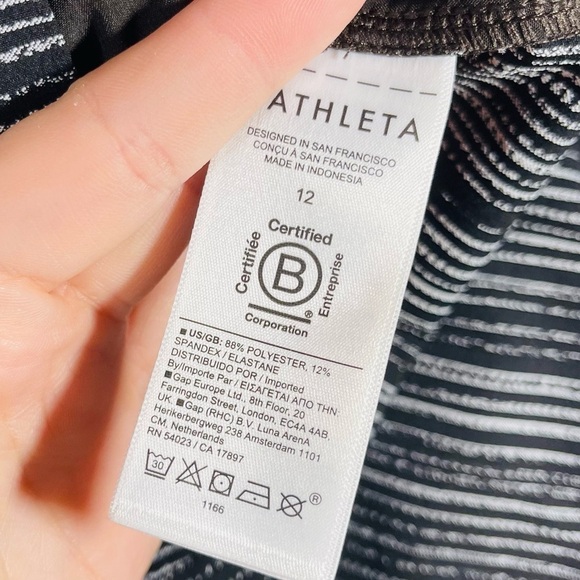 ATHLETA
DESIGNED IN SAN FRANCISCO
CONÇU À SAN FRANCISCO
MADE IN INDONESIA
12
Certified
Certifiée
B
Entreprise
®
Corporation
■ US/GB: 88% POLYESTER, 12%
SPANDEX / ELASTANE
DISTRIBUIDO POR / Imported
By/Importe Par / ΕΙΣΑΓΕΤΑΙ ΑΠΟ ΤΗΝ:
■ Gap Europe Ltd., 8th Floor, 20
Farringdon Street, London, EC4A 4AB,
UK. ■ Gap (RHC) B.V. Luna ArenA
Herikerbergweg 238 Amsterdam 1101
CM, Netherlands
RN 54023 / CA 17897
30
®
1166